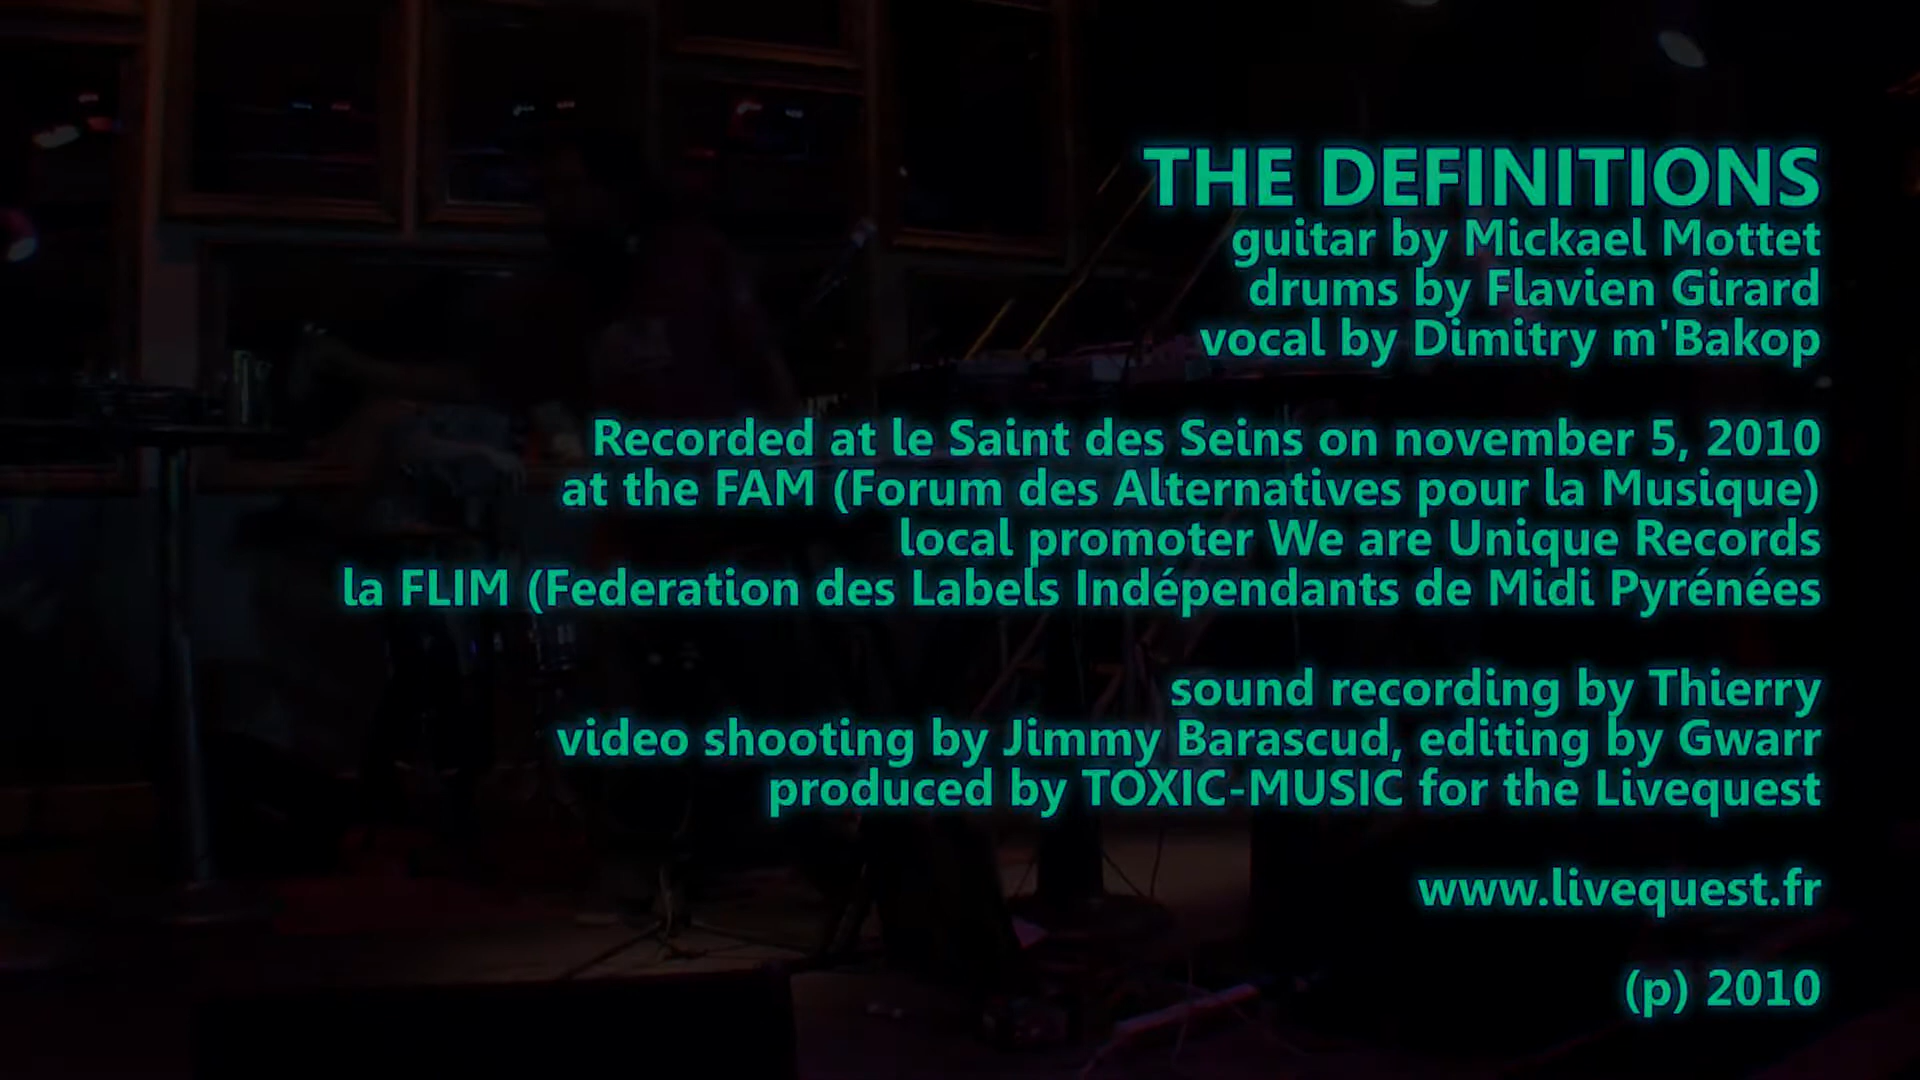 THE DEFINITIONS
guitar by Mickael Mottet
drums by Flavien Girard
vocal by Dimitry m'Bakop
Recorded at le Saint des Seins on november 5, 2010
at the FAM (Forum des Alternatives pour la Musique)
local promoter We are Unique Records
la FLIM (Federation des Labels Indépendants de Midi Pyrénées
sound recording by Thierry
video shooting by Jimmy Barascud, editing by Gwarr
produced by TOXIC-MUSIC for the Livequest
www.livequest.fr
(p) 2010